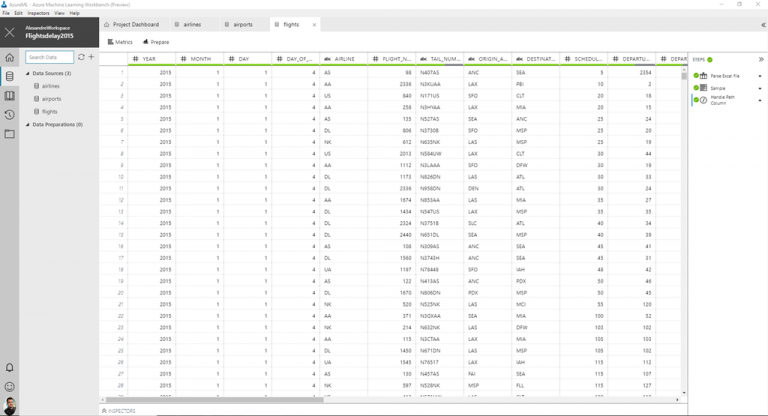 AzureML - Azure Machine Learning Workbench (Preview)
File Edit Inspectors View Help
AlexandreWorkspace
Flightsdelay2015
Project Dashboard airlines airports flights
Metrics Prepare
Search Data
Data Sources (3)
airlines
airports
flights
Data Preparations (0)
STEPS
Parse Excel File
Sample
Handle Path
Column
YEAR MONTH DAY DAY_OF_... AIRLINE FLIGHT_N... TAIL_NUM... ORIGIN_A... DESTINAT... SCHEDUL... DEPARTU... DEPAR
1 2015 1 1 4 AS 98 N407AS ANC SEA 5 2354
2 2015 1 1 4 AA 2336 N3KUAA LAX PBI 10 2
3 2015 1 1 4 US 840 N171US SFO CLT 20 18
4 2015 1 1 4 AA 258 N3HYAA LAX MIA 20 15
5 2015 1 1 4 AS 135 N527AS SEA ANC 25 24
6 2015 1 1 4 DL 806 N3730B SFO MSP 25 20
7 2015 1 1 4 NK 612 N635NK LAS MSP 25 19
8 2015 1 1 4 US 2013 N584UW LAX CLT 30 44
9 2015 1 1 4 AA 1112 N3LAAA SFO DFW 30 19
10 2015 1 1 4 DL 1173 N826DN LAS ATL 30 33
11 2015 1 1 4 DL 2336 N958DN DEN ATL 30 24
12 2015 1 1 4 AA 1674 N853AA LAS MIA 35 27
13 2015 1 1 4 DL 1434 N547US LAX MSP 35 35
14 2015 1 1 4 DL 2324 N3751B SLC ATL 40 34
15 2015 1 1 4 DL 2440 N651DL SEA MSP 40 39
16 2015 1 1 4 AS 108 N309AS ANC SEA 45 41
17 2015 1 1 4 DL 1560 N3743H ANC SEA 45 31
18 2015 1 1 4 UA 1197 N78448 SFO IAH 48 42
19 2015 1 1 4 AS 122 N413AS ANC PDX 50 46
20 2015 1 1 4 DL 1670 N806DN PDX MSP 50 45
21 2015 1 1 4 NK 520 N525NK LAS MCI 55 120
22 2015 1 1 4 AA 371 N3GXAA SEA MIA 100 52
23 2015 1 1 4 NK 214 N632NK LAS DFW 103 102
24 2015 1 1 4 AA 115 N3CTAA LAX MIA 105 103
25 2015 1 1 4 DL 1450 N671DN LAS MSP 105 102
26 2015 1 1 4 UA 1545 N76517 LAX IAH 115 112
27 2015 1 1 4 AS 130 N457AS FAI SEA 115 107
28 2015 1 1 4 NK 597 N528NK MSP FLL 115 127
INSPECTORS